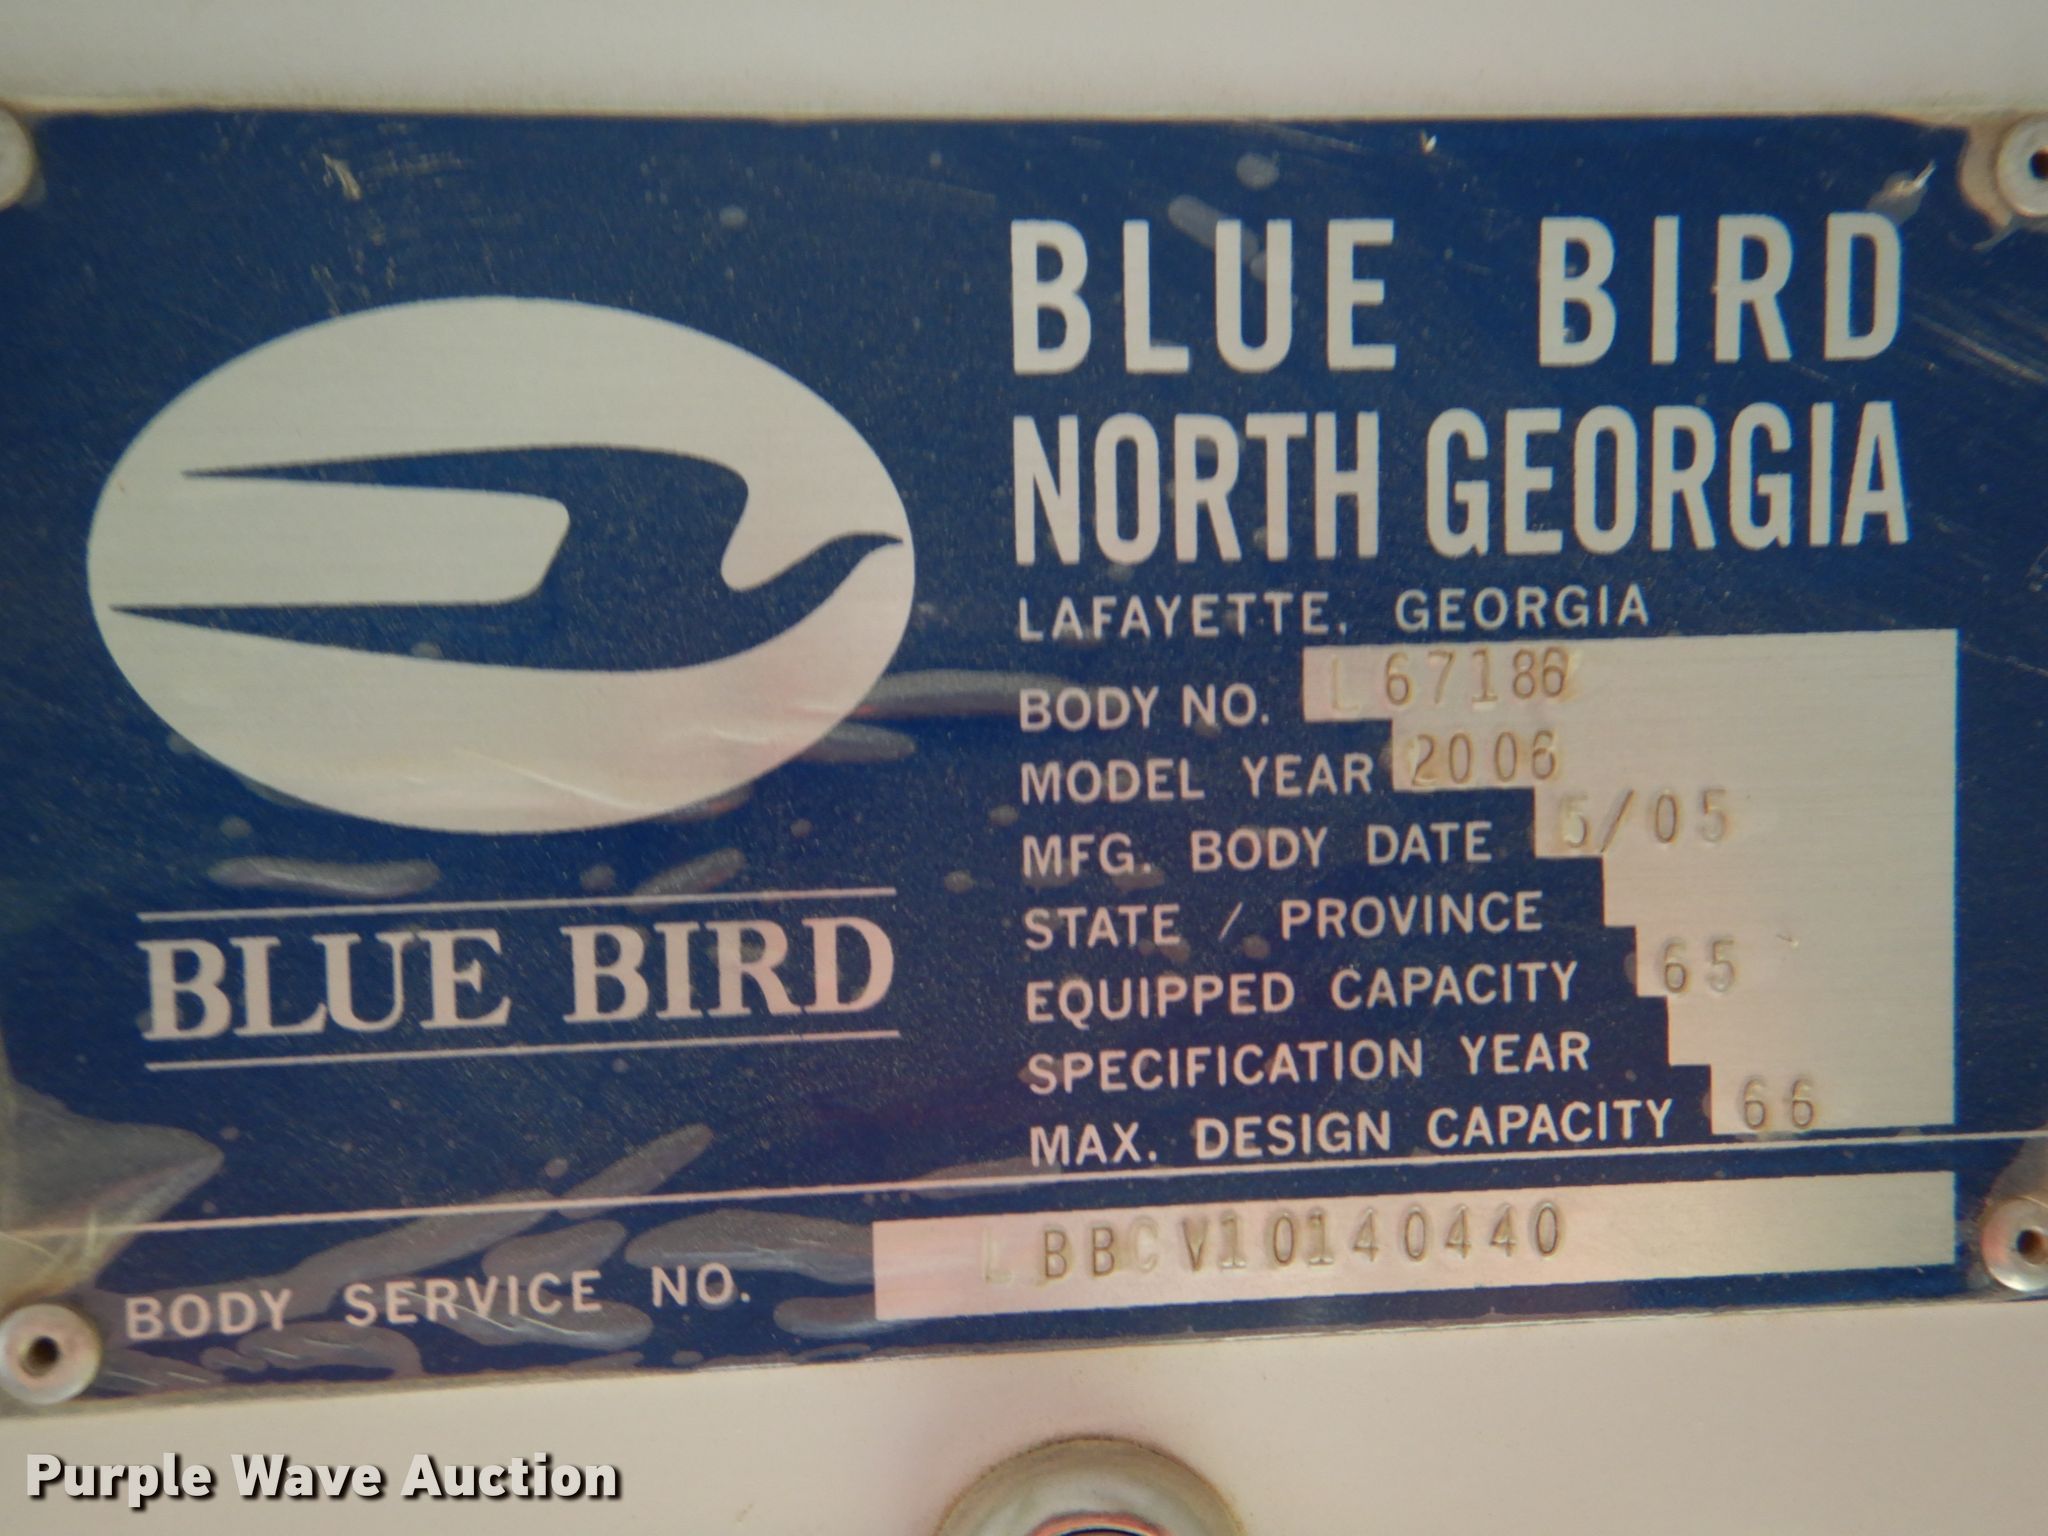 BLUE BIRD
NORTH GEORGIA
LAFAYETTE, GEORGIA
BODY NO. L67186
MODEL YEAR 2006
MFG. BODY DATE 5/05
STATE / PROVINCE
EQUIPPED CAPACITY 65
SPECIFICATION YEAR
MAX. DESIGN CAPACITY 66
BLUE BIRD
BODY SERVICE NO. LBBCV10140440
Purple Wave Auction